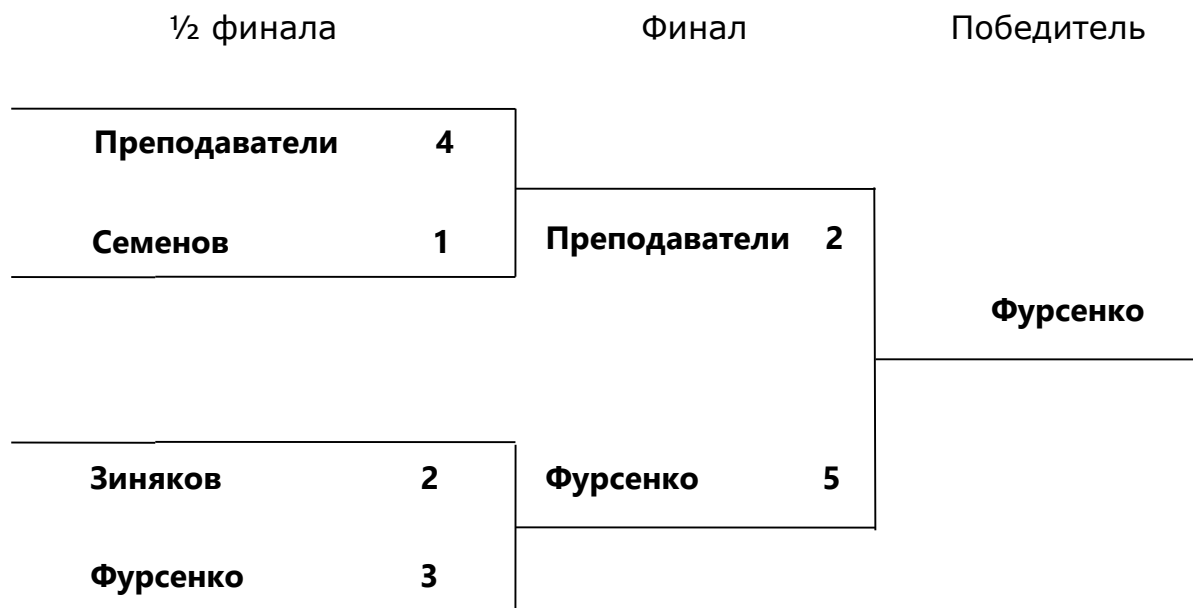 ½ финала Финал Победитель
Преподаватели 4
Семенов 1
Преподаватели 2
Фурсенко
Зиняков 2
Фурсенко 5
Фурсенко 3